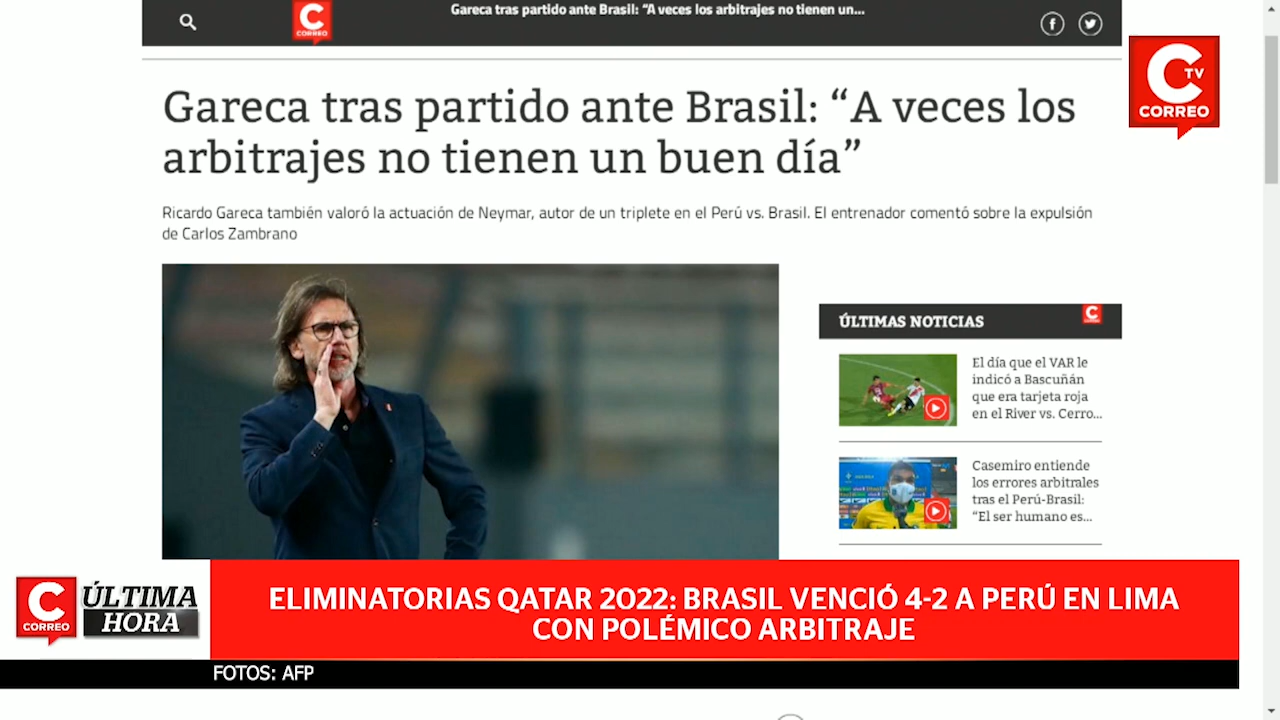 Gareca tras partido ante Brasil: “A veces los arbitrajes no tienen un...
C
CORREO
f
C TV
CORREO
Gareca tras partido ante Brasil: “A veces los
arbitrajes no tienen un buen día”
Ricardo Gareca también valoró la actuación de Neymar, autor de un triplete en el Perú vs. Brasil. El entrenador comentó sobre la expulsión
de Carlos Zambrano
ÚLTIMAS NOTICIAS
C
El día que el VAR le
indicó a Bascuñán
que era tarjeta roja
en el River vs. Cerro...
Casemiro entiende
los errores arbitrales
tras el Perú-Brasil:
“El ser humano es...
C
CORREO
ÚLTIMA
HORA
ELIMINATORIAS QATAR 2022: BRASIL VENCIÓ 4-2 A PERÚ EN LIMA
CON POLÉMICO ARBITRAJE
FOTOS: AFP